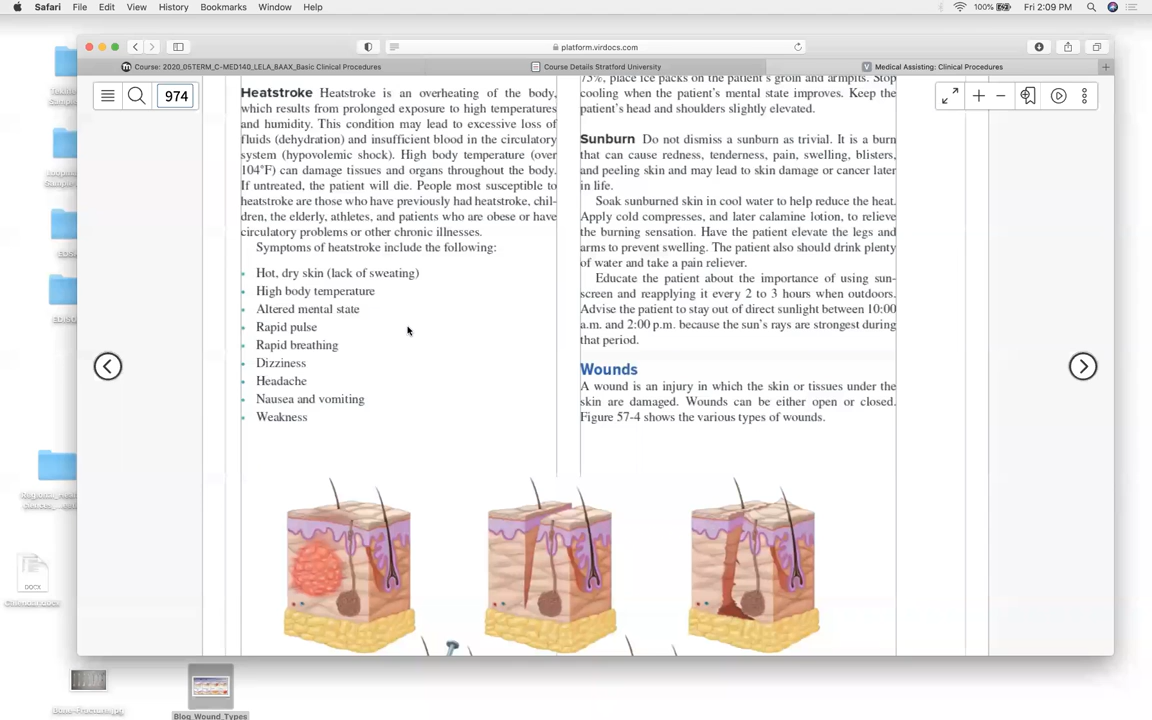 Safari File Edit View History Bookmarks Window Help
100% Fri 2:09 PM
platform.virdocs.com
Course: 2020_05TERM_C-MED140_LELA_BAAX_Basic Clinical Procedures
Course Details Stratford University
Medical Assisting: Clinical Procedures
974
Heatstroke Heatstroke is an overheating of the body,
which results from prolonged exposure to high temperatures
and humidity. This condition may lead to excessive loss of
fluids (dehydration) and insufficient blood in the circulatory
system (hypovolemic shock). High body temperature (over
104°F) can damage tissues and organs throughout the body.
If untreated, the patient will die. People most susceptible to
heatstroke are those who have previously had heatstroke, chil-
dren, the elderly, athletes, and patients who are obese or have
circulatory problems or other chronic illnesses.
Symptoms of heatstroke include the following:
• Hot, dry skin (lack of sweating)
• High body temperature
• Altered mental state
• Rapid pulse
• Rapid breathing
• Dizziness
• Headache
• Nausea and vomiting
• Weakness
75%, place ice packs on the patient's groin and armpits. Stop
cooling when the patient's mental state improves. Keep the
patient's head and shoulders slightly elevated.
Sunburn Do not dismiss a sunburn as trivial. It is a burn
that can cause redness, tenderness, pain, swelling, blisters,
and peeling skin and may lead to skin damage or cancer later
in life.
Soak sunburned skin in cool water to help reduce the heat.
Apply cold compresses, and later calamine lotion, to relieve
the burning sensation. Have the patient elevate the legs and
arms to prevent swelling. The patient also should drink plenty
of water and take a pain reliever.
Educate the patient about the importance of using sun-
screen and reapplying it every 2 to 3 hours when outdoors.
Advise the patient to stay out of direct sunlight between 10:00
a.m. and 2:00 p.m. because the sun's rays are strongest during
that period.
Wounds
A wound is an injury in which the skin or tissues under the
skin are damaged. Wounds can be either open or closed.
Figure 57-4 shows the various types of wounds.
DOCX
Bone-Fracture.jpg
Blog_Wound_Types